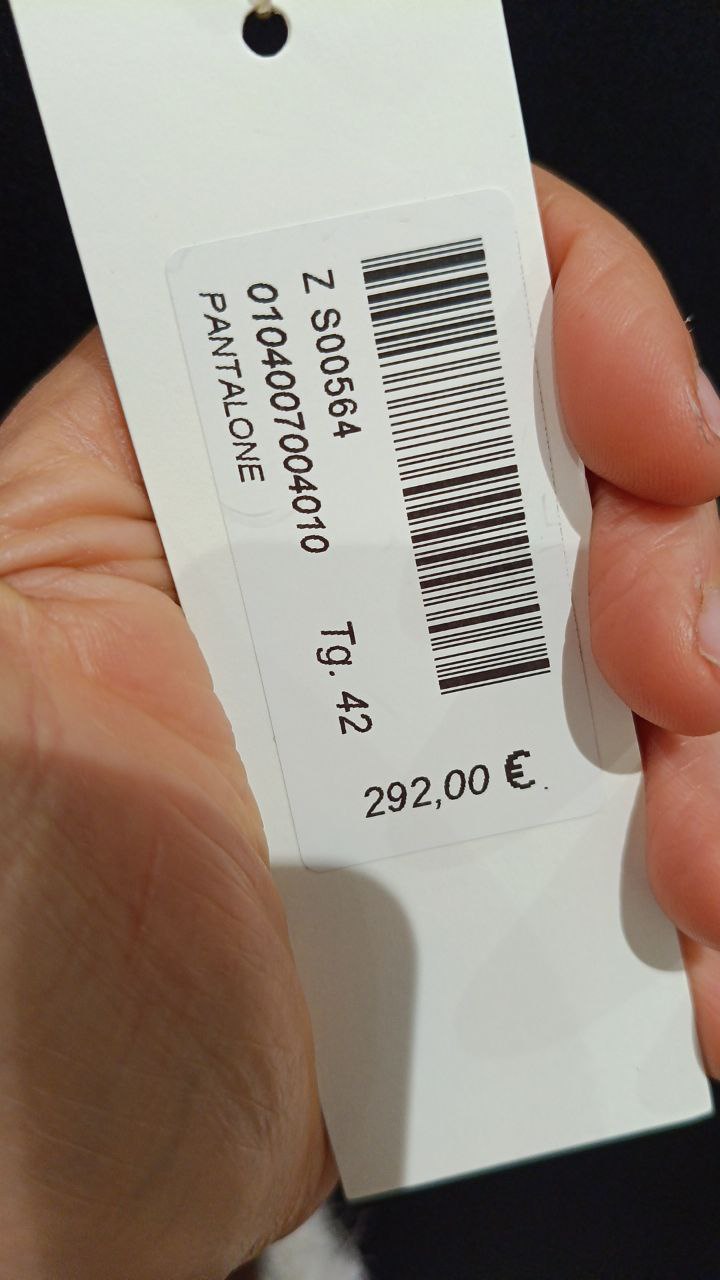 Z S00564
0104007004010
PANTALONE
Tg. 42
292,00 €.